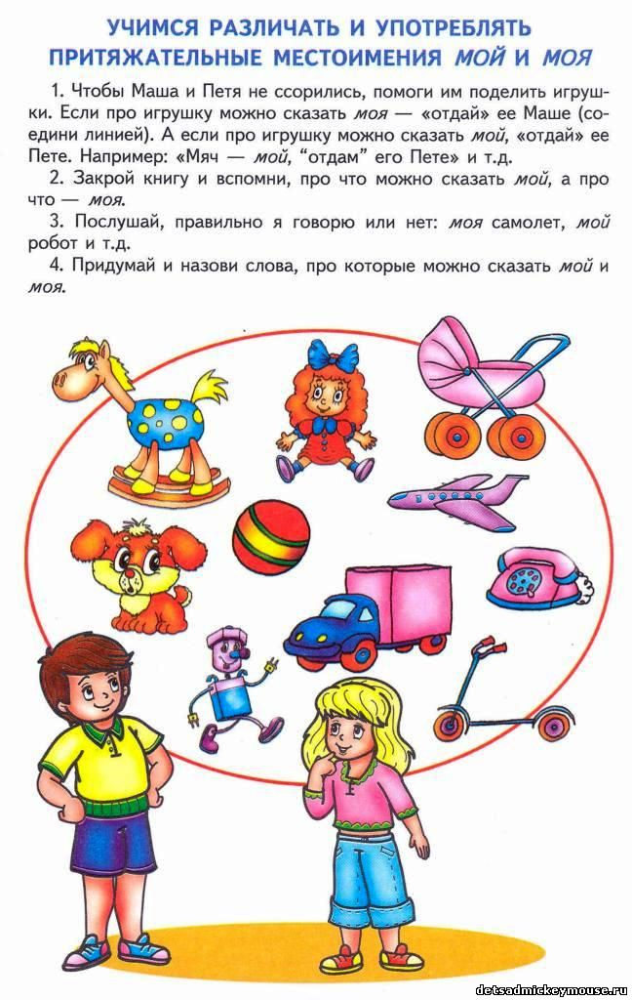 УЧИМСЯ РАЗЛИЧАТЬ И УПОТРЕБЛЯТЬ
ПРИТЯЖАТЕЛЬНЫЕ МЕСТОИМЕНИЯ МОЙ И МОЯ
1. Чтобы Маша и Петя не ссорились, помоги им поделить игруш-
ки. Если про игрушку можно сказать моя — «отдай» ее Маше (со-
едини линией). А если про игрушку можно сказать мой, «отдай» ее
Пете. Например: «Мяч — мой, “отдам” его Пете» и т.д.
2. Закрой книгу и вспомни, про что можно сказать мой, а про
что — моя.
3. Послушай, правильно я говорю или нет: моя самолет, мой
робот и т.д.
4. Придумай и назови слова, про которые можно сказать мой и
моя.
detsadmickeymouse.ru